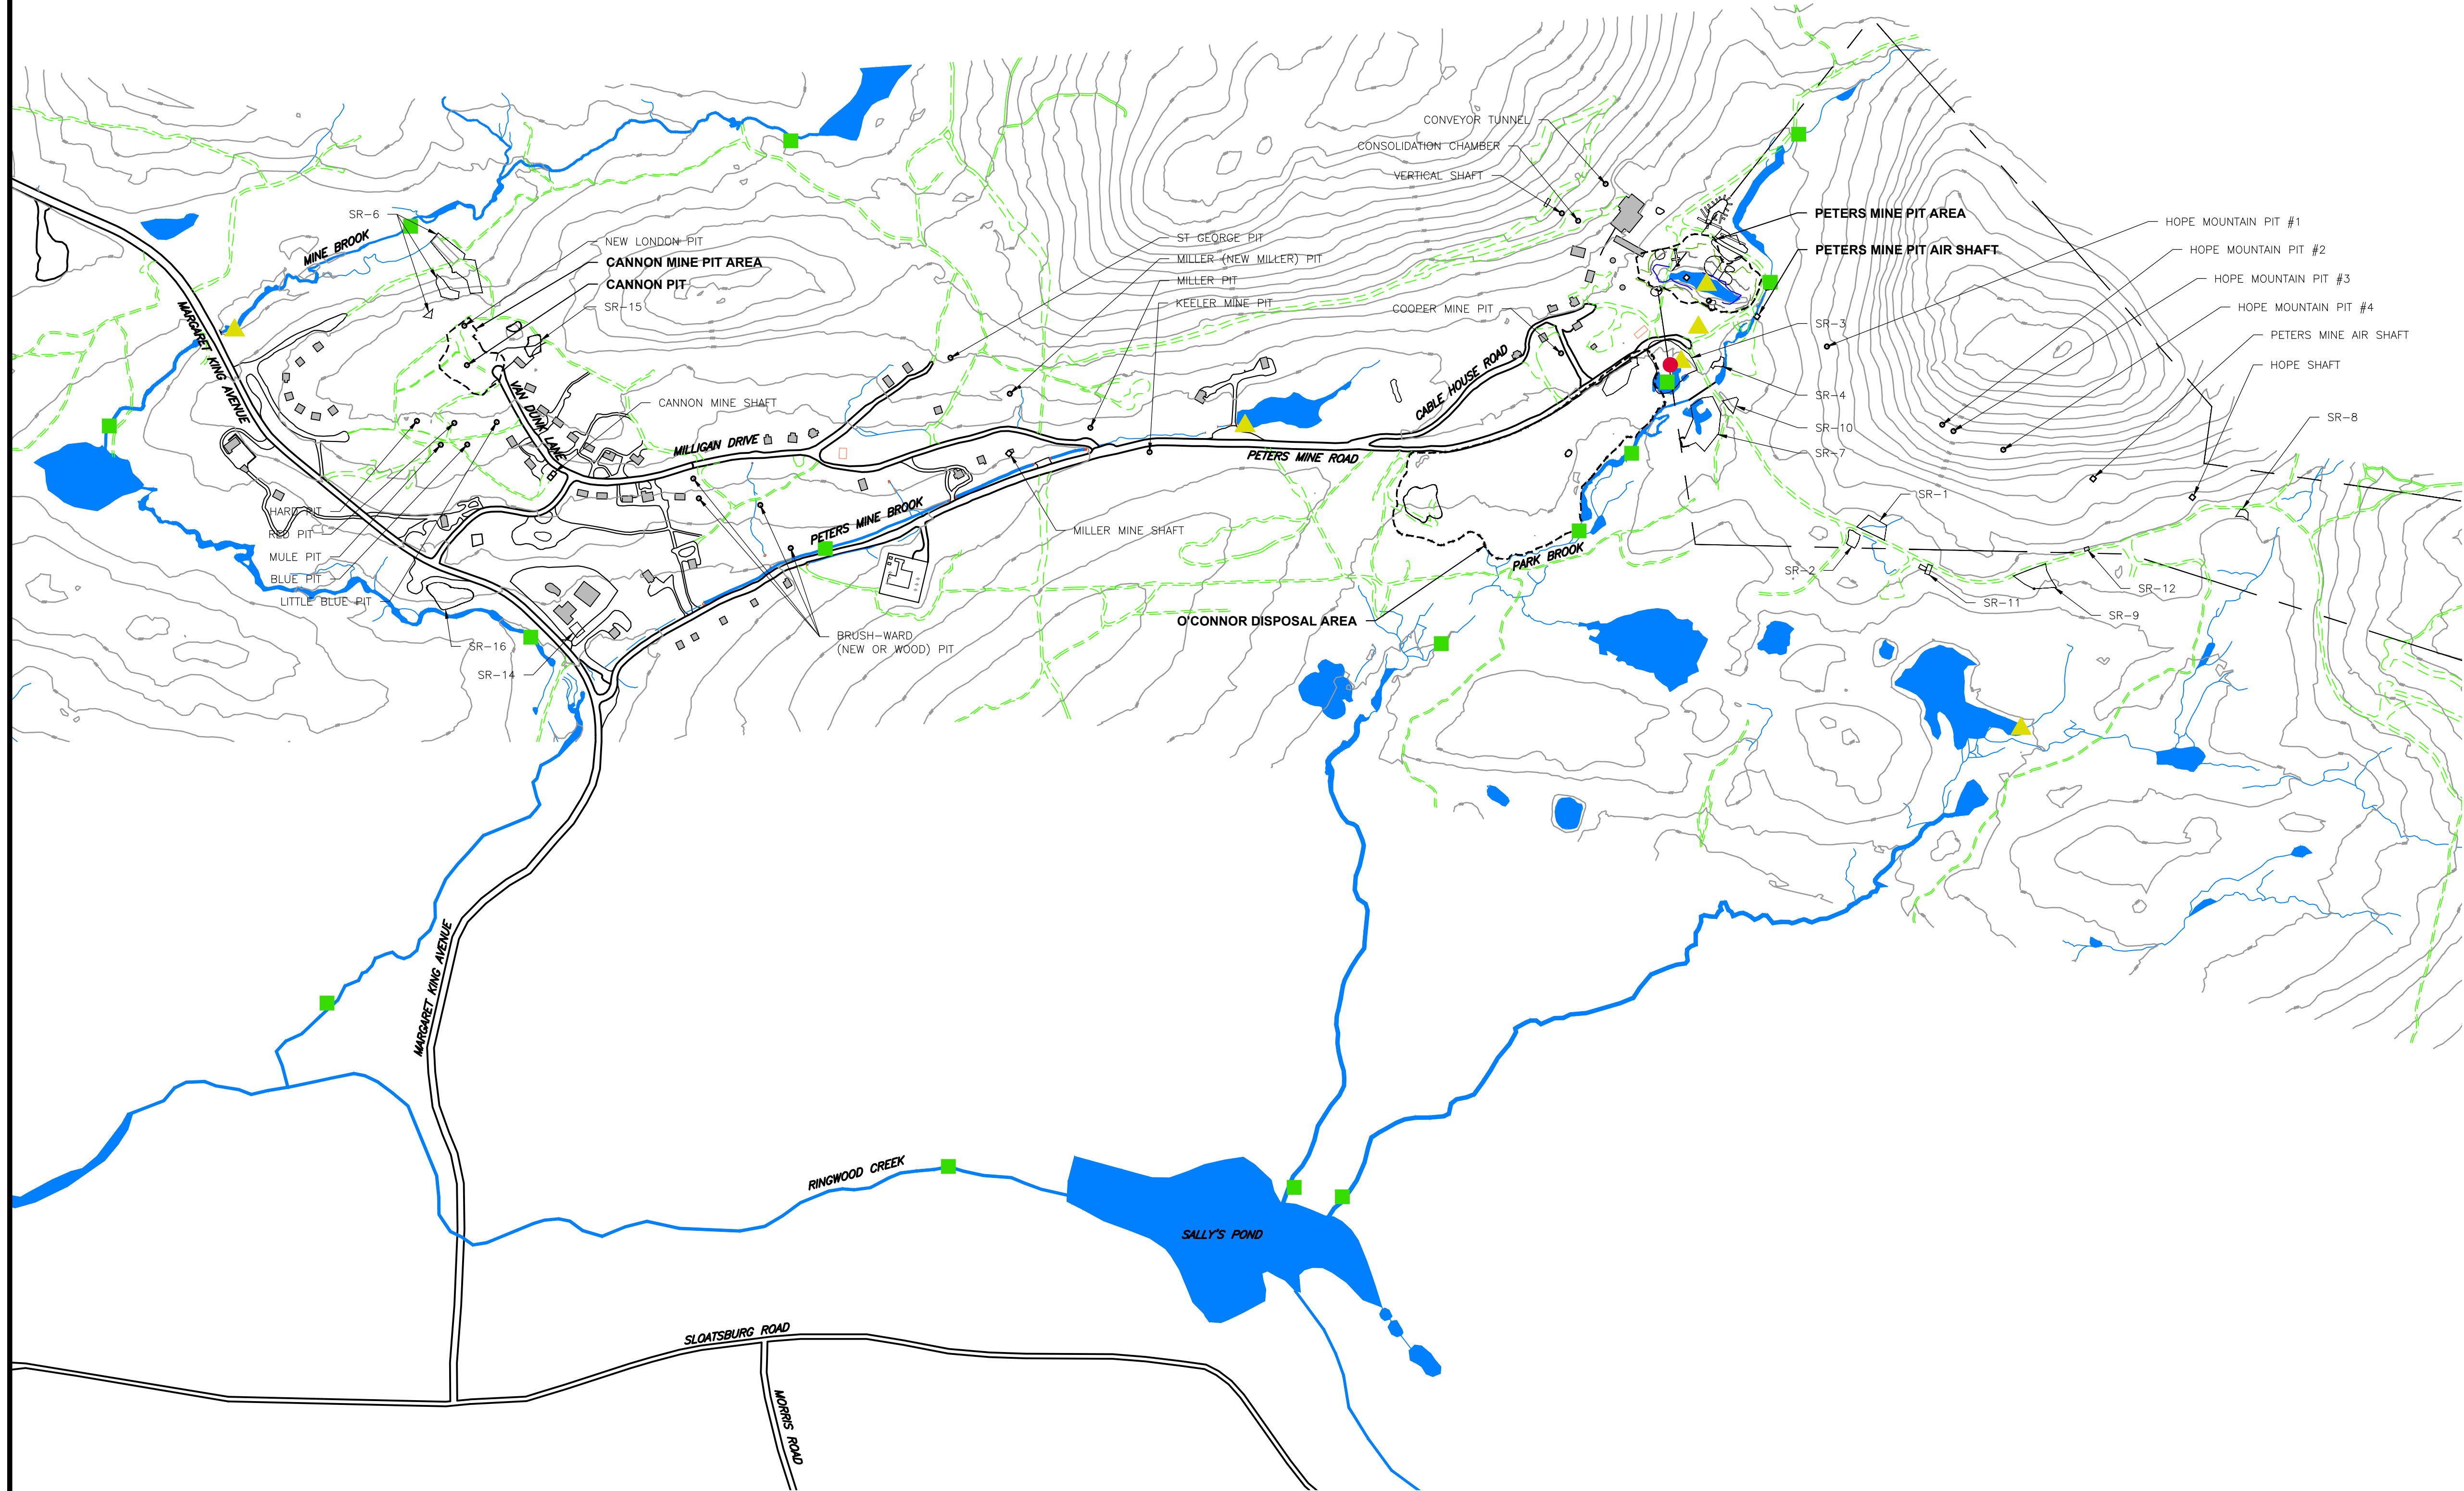 CONVEYOR TUNNEL
CONSOLIDATION CHAMBER
VERTICAL SHAFT
SR-6
MINE BROOK
NEW LONDON PIT
CANNON MINE PIT AREA
CANNON PIT
SR-15
ST GEORGE PIT
MILLER (NEW MILLER) PIT
MILLER PIT
KEELER MINE PIT
COOPER MINE PIT
PETERS MINE PIT AREA
PETERS MINE PIT AIR SHAFT
HOPE MOUNTAIN PIT #1
HOPE MOUNTAIN PIT #2
HOPE MOUNTAIN PIT #3
HOPE MOUNTAIN PIT #4
PETERS MINE AIR SHAFT
HOPE SHAFT
SR-8
SR-3
SR-4
SR-10
SR-7
MARGARET KING AVENUE
VAN DUNK LANE
CANNON MINE SHAFT
MILLIGAN DRIVE
CABLE HOUSE ROAD
PETERS MINE ROAD
HARD PIT
RED PIT
MULE PIT
BLUE PIT
LITTLE BLUE PIT
PETERS MINE BROOK
MILLER MINE SHAFT
PARK BROOK
SR-1
SR-2
SR-11
SR-12
SR-9
O'CONNOR DISPOSAL AREA
BRUSH-WARD
(NEW OR WOOD) PIT
SR-16
SR-14
MARGARET KING AVENUE
RINGWOOD CREEK
SALLY'S POND
SLOATSBURG ROAD
MORRIS ROAD